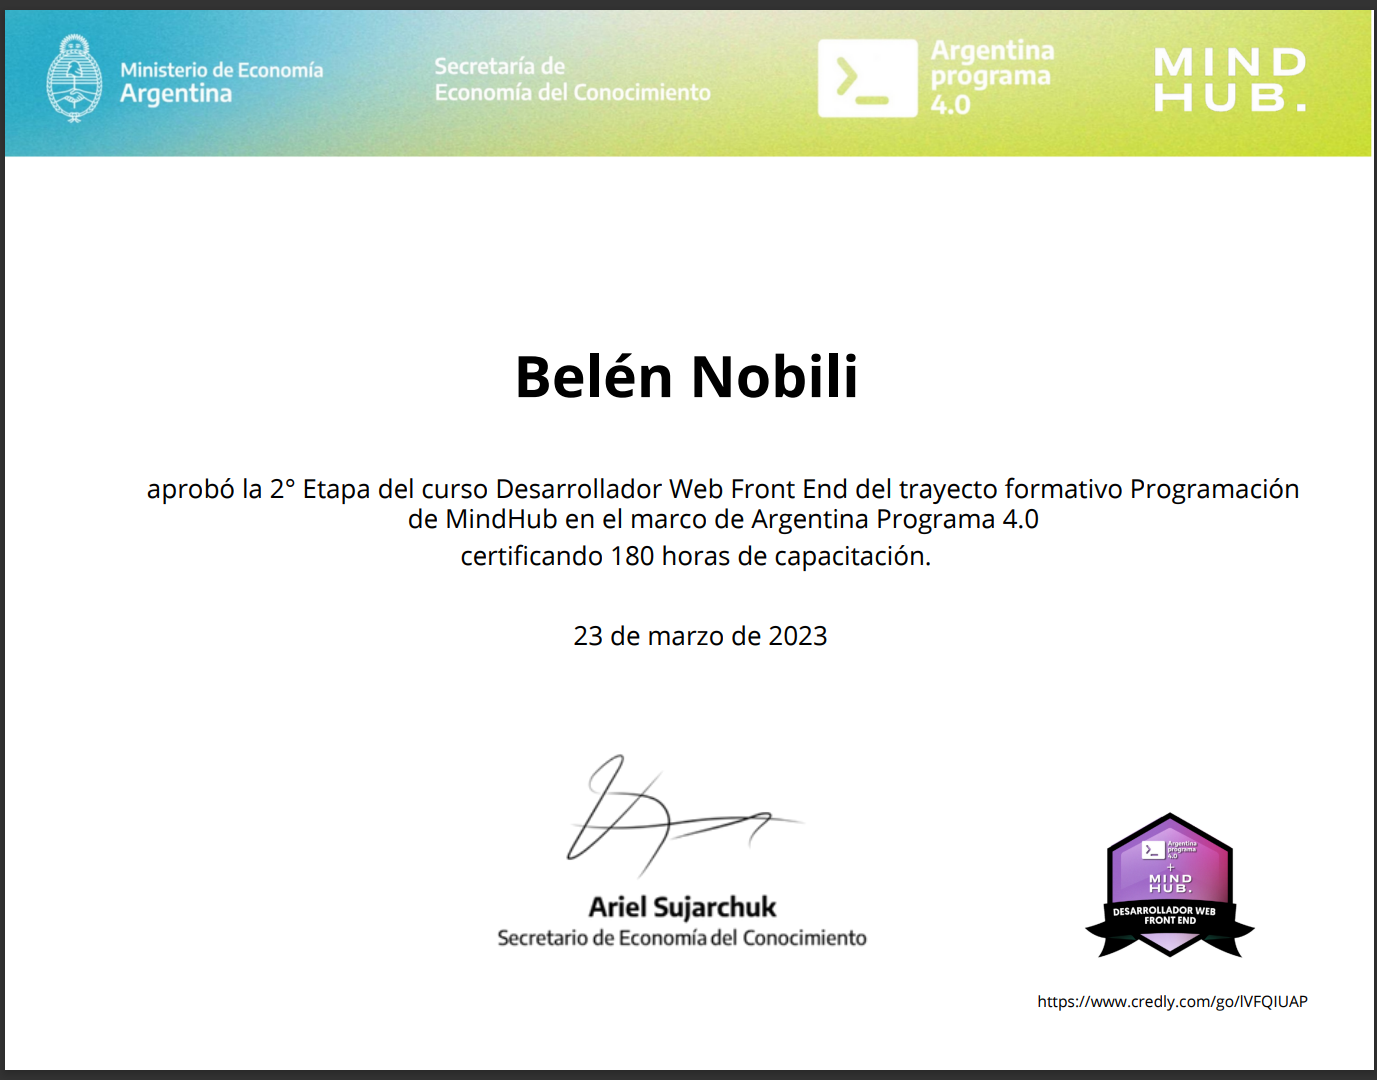 Ministerio de Economía
Argentina
Secretaría de
Economía del Conocimiento
Argentina
programa
4.0
MIND
HUB.
Belén Nobili
aprobó la 2° Etapa del curso Desarrollador Web Front End del trayecto formativo Programación
de MindHub en el marco de Argentina Programa 4.0
certificando 180 horas de capacitación.
23 de marzo de 2023
Ariel Sujarchuk
Secretario de Economía del Conocimiento
Argentina
programa
4.0
+
MIND
HUB.
DESARROLLADOR WEB
FRONT END
https://www.credly.com/go/lVFQIUAP